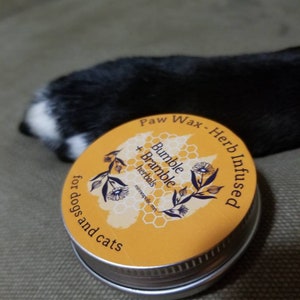 Paw Wax - Herb Infused
Bumble
+ Bramble
herbals
for dogs and cats